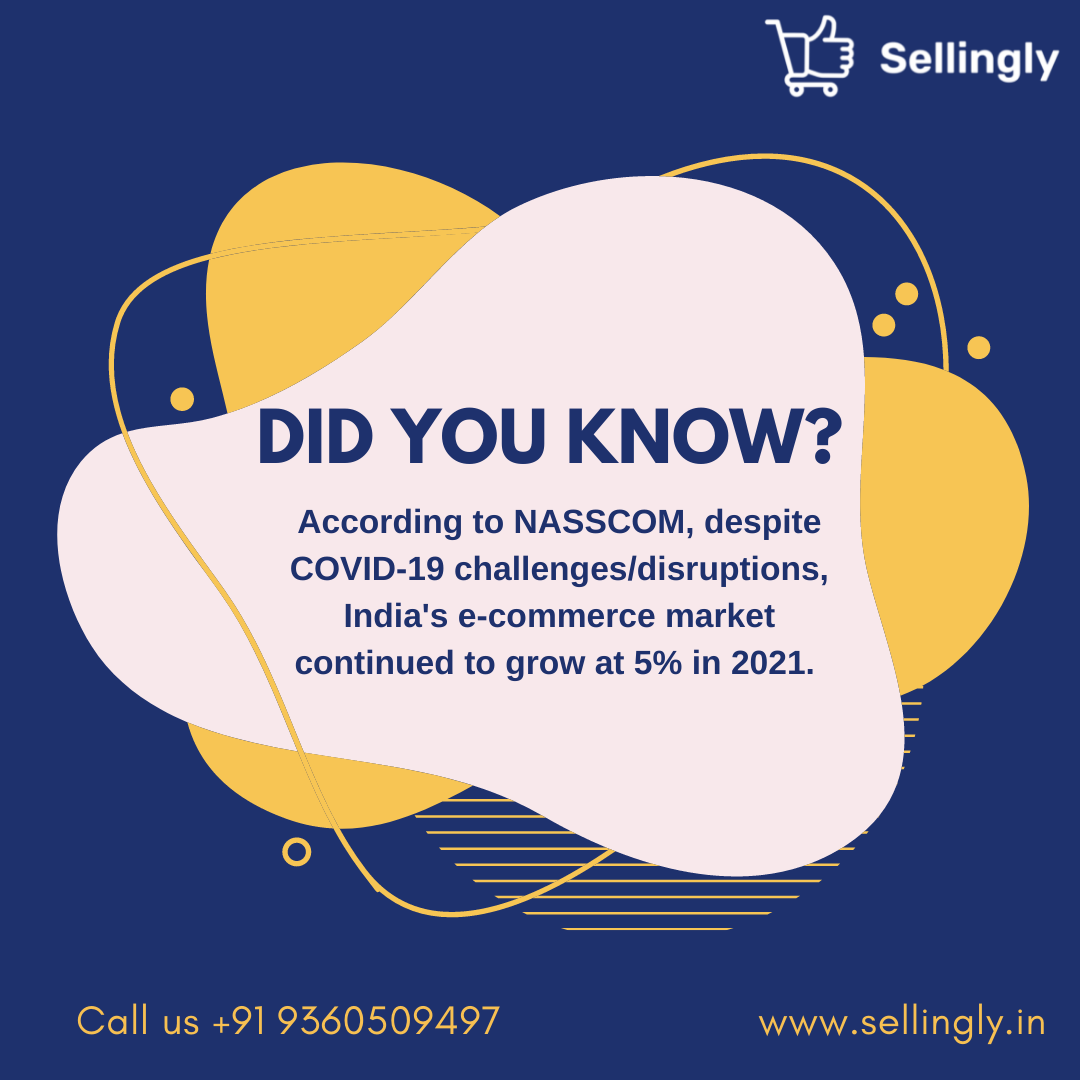 Sellingly
DID YOU KNOW?
According to NASSCOM, despite
COVID-19 challenges/disruptions,
India's e-commerce market
continued to grow at 5% in 2021.
Call us +91 9360509497
www.sellingly.in